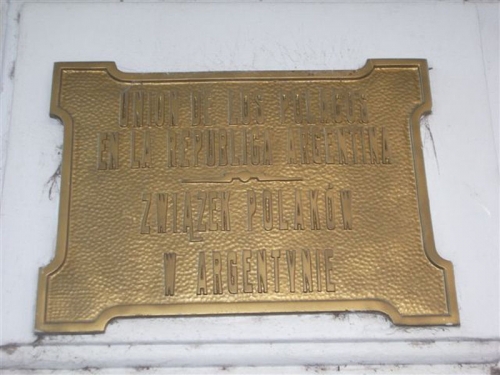 UNION DE LOS POLACOS
EN LA REPUBLICA ARGENTINA
ZWIĄZEK POLAKÓW
W ARGENTYNIE